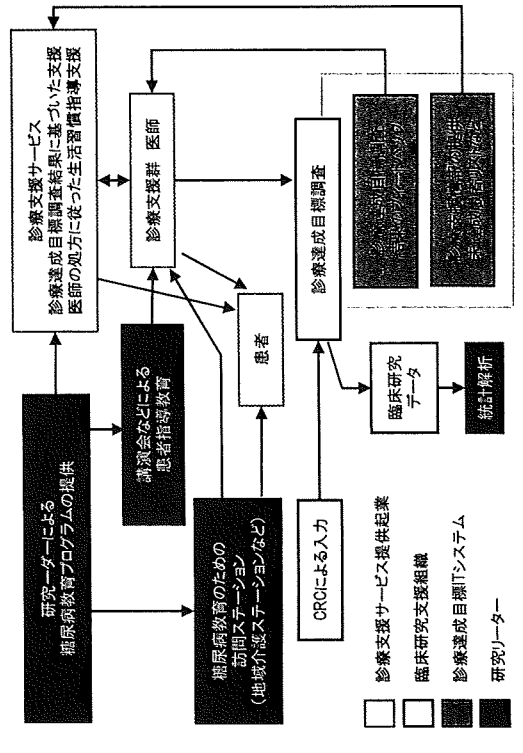 診療支援サービス
診療達成目標調査結果に基づいた支援
医師の処方に従った生活習慣指導支援
研究ーダーによる
糖尿病教育プログラムの提供
講演会などによる
患者指導教育
診療支援群 医師
糖尿病教育のための
訪問ステーション
(地域介護ステーションなど)
患者
CRCによる入力
診療達成目標調査
臨床研究
データ
統計解析
診療支援サービス提供起業
臨床研究支援組織
診療達成目標ITシステム
研究リーダー